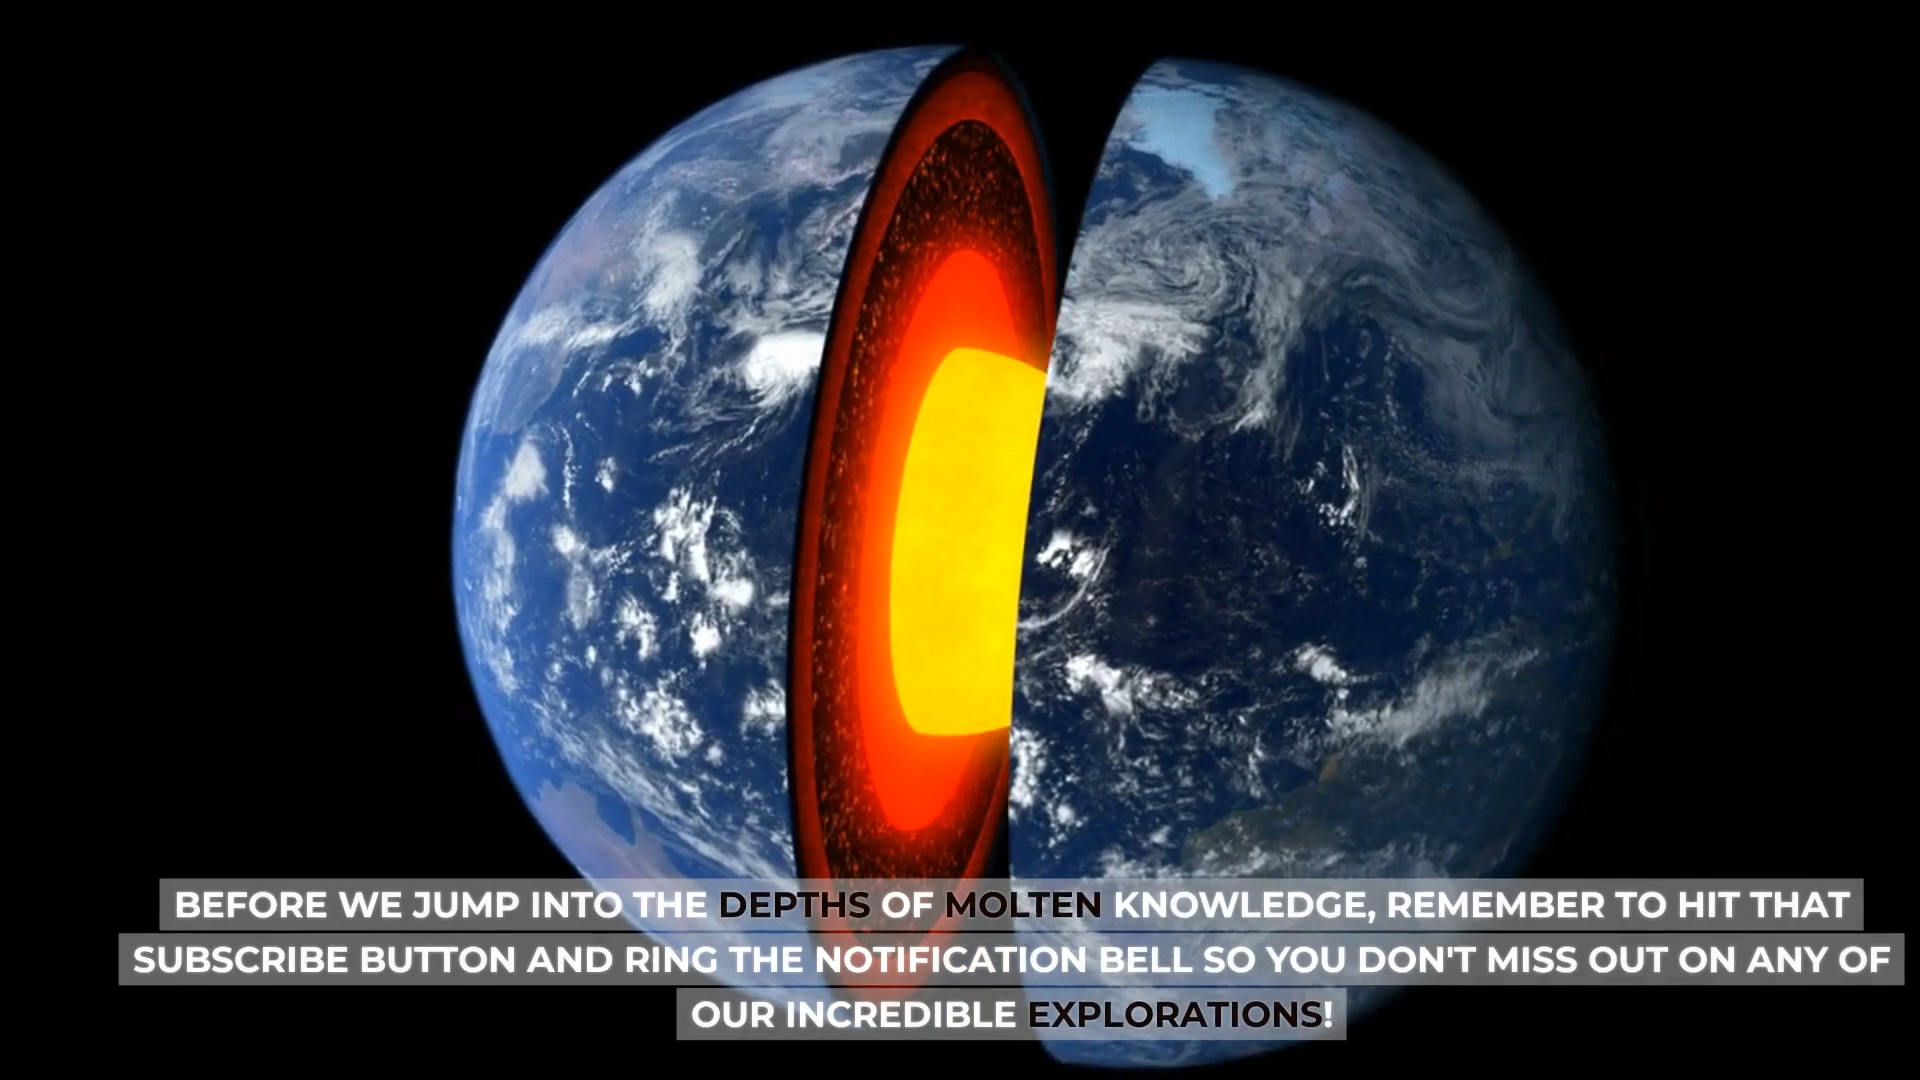 BEFORE WE JUMP INTO THE DEPTHS OF MOLTEN KNOWLEDGE, REMEMBER TO HIT THAT
SUBSCRIBE BUTTON AND RING THE NOTIFICATION BELL SO YOU DON'T MISS OUT ON ANY OF
OUR INCREDIBLE EXPLORATIONS!